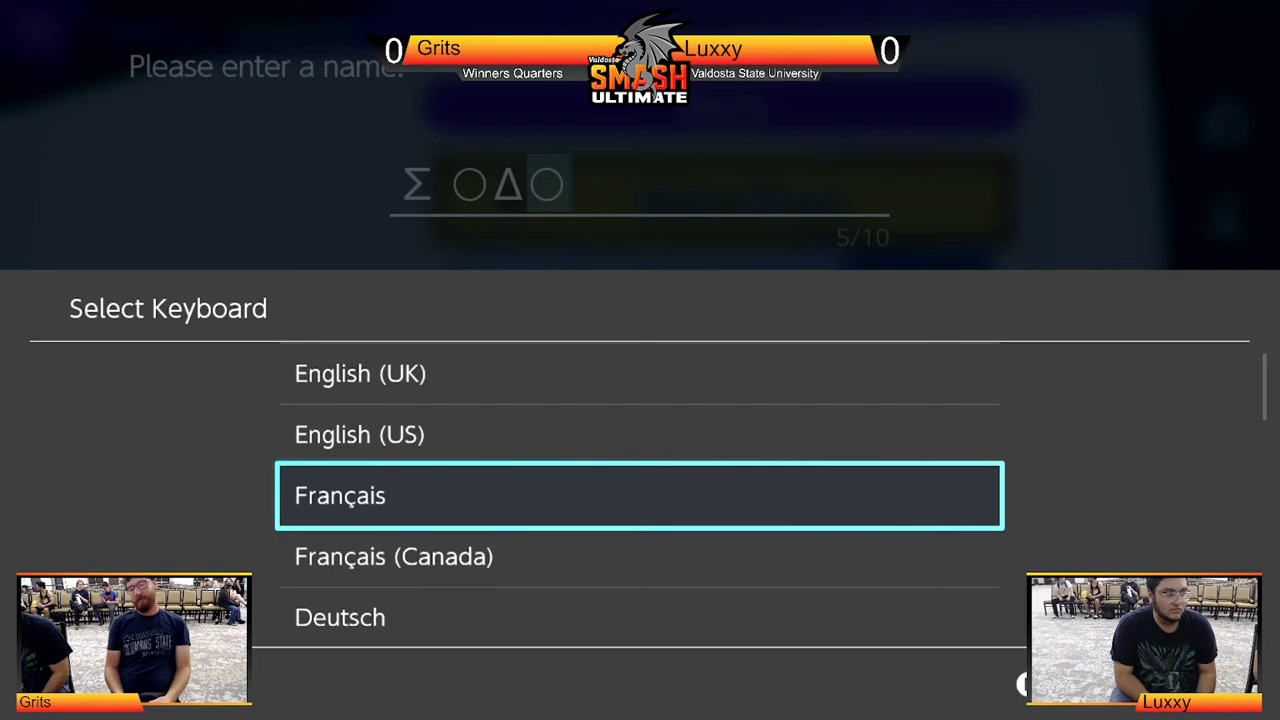 0 Grits
Luxxy 0
Please enter a name.
Winners Quarters
Valdosta
SMASH
ULTIMATE
Valdosta State University
Σ ○Δ○
5/10
Select Keyboard
English (UK)
English (US)
Français
Français (Canada)
Deutsch
Grits
Luxxy